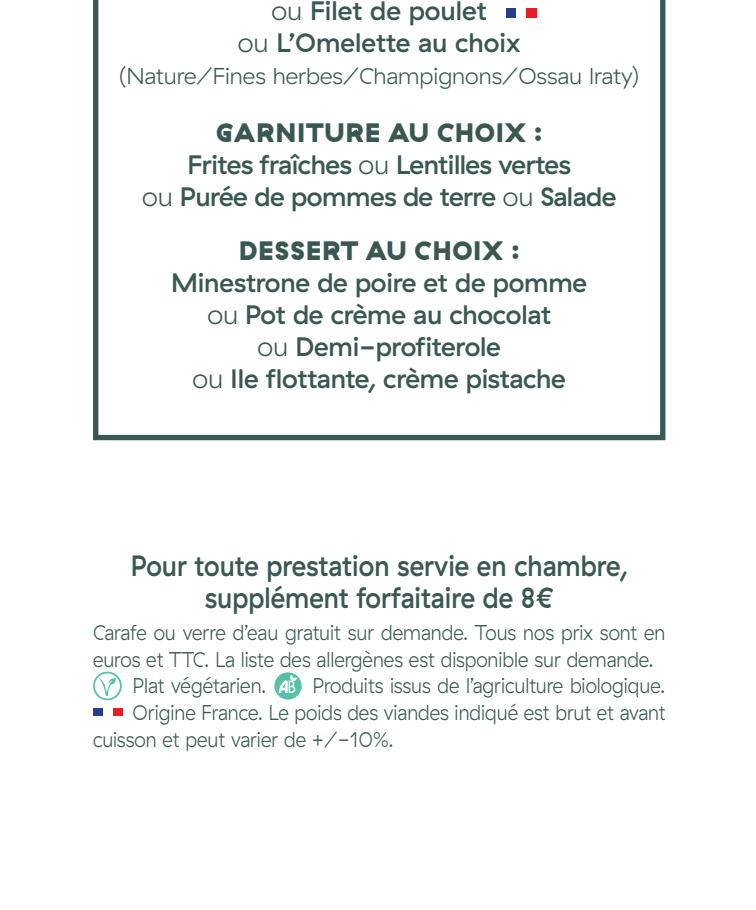 ou Filet de poulet
ou L'Omelette au choix
(Nature/Fines herbes/Champignons/Ossau Iraty)
GARNITURE AU CHOIX :
Frites fraîches ou Lentilles vertes
ou Purée de pommes de terre ou Salade
DESSERT AU CHOIX :
Minestrone de poire et de pomme
ou Pot de crème au chocolat
ou Demi-profiterole
ou Ile flottante, crème pistache
Pour toute prestation servie en chambre,
supplément forfaitaire de 8€
Carafe ou verre d'eau gratuit sur demande. Tous nos prix sont en
euros et TTC. La liste des allergènes est disponible sur demande.
V Plat végétarien. AB Produits issus de l'agriculture biologique.
Origine France. Le poids des viandes indiqué est brut et avant
cuisson et peut varier de +/-10%.